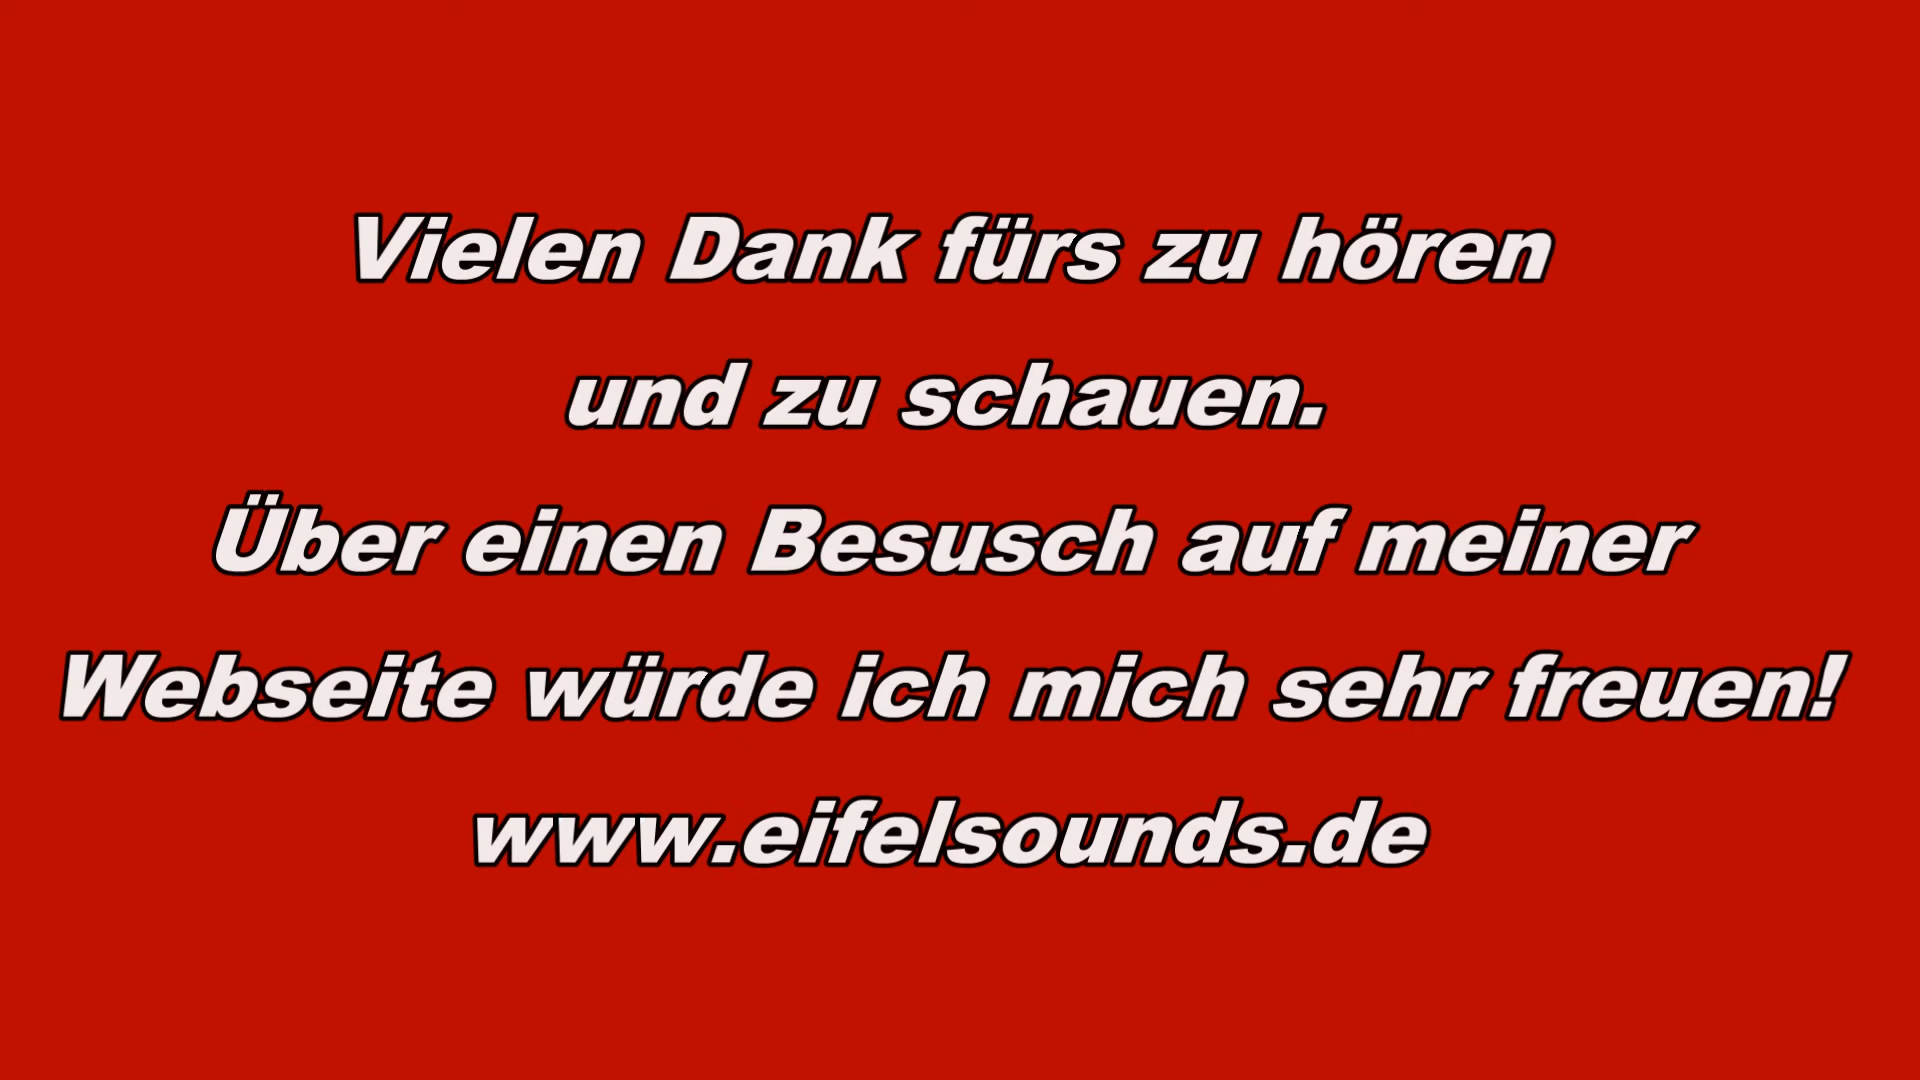 Vielen Dank fürs zu hören
und zu schauen.
Über einen Besusch auf meiner
Webseite würde ich mich sehr freuen!
www.eifelsounds.de